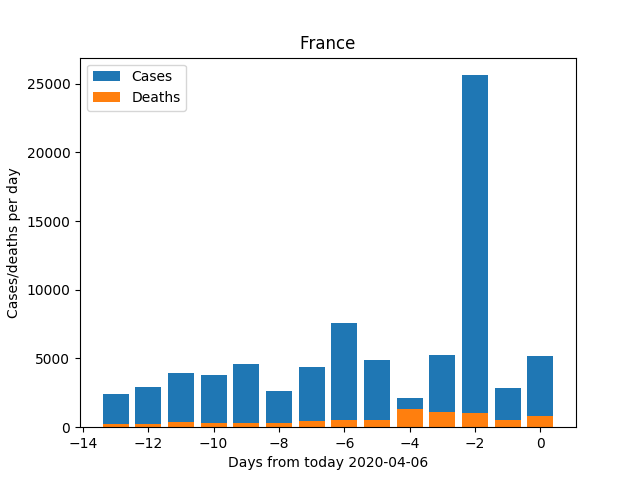 France
Cases
Deaths
25000
20000
15000
10000
5000
0
Cases/deaths per day
−14 −12 −10 −8 −6 −4 −2 0
Days from today 2020-04-06